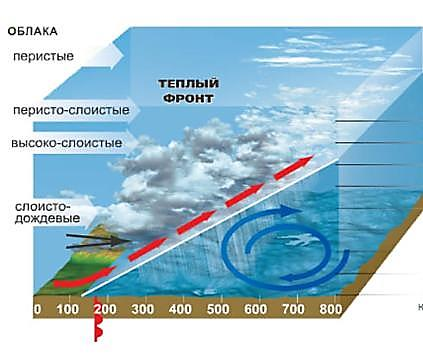 ОБЛАКА
перистые
ТЕПЛЫЙ
ФРОНТ
перисто-слоистые
высоко-слоистые
слоисто-
дождевые
0 100 200 300 400 500 600 700 800